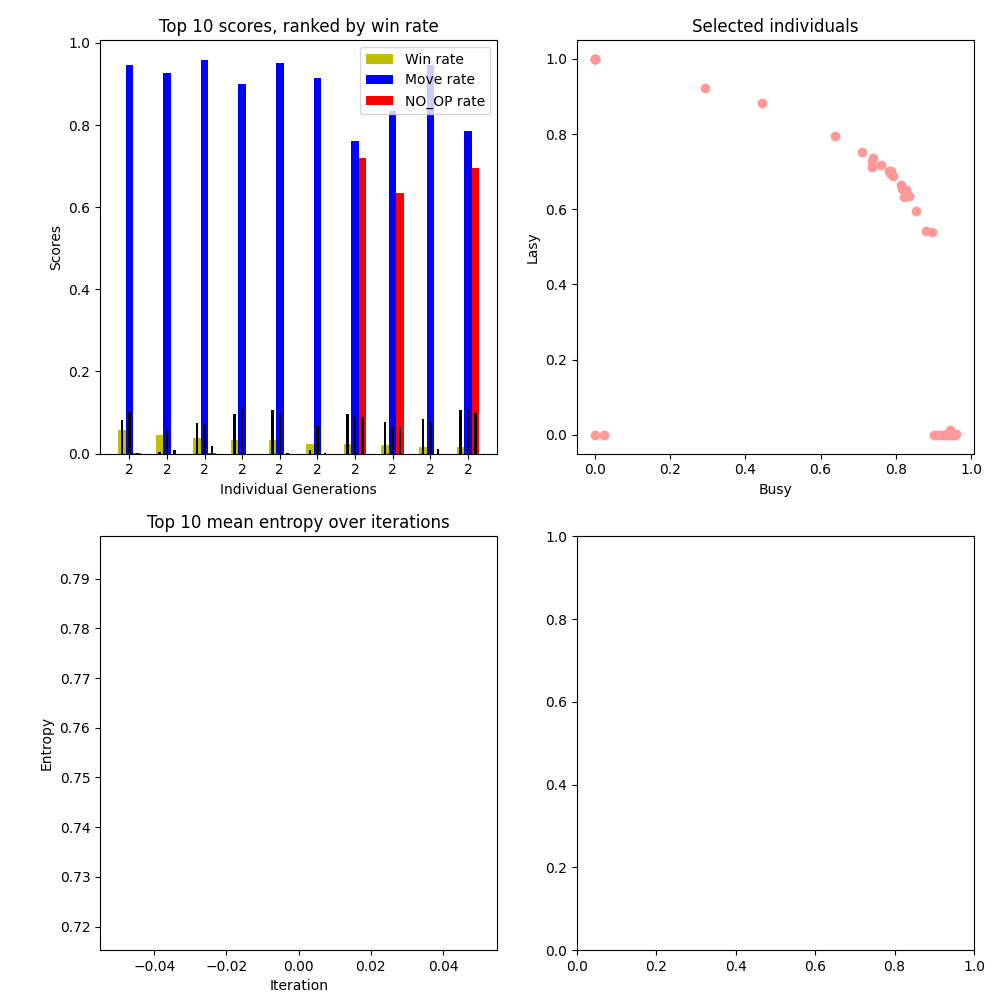 Top 10 scores, ranked by win rate
Win rate
Move rate
NO_OP rate
1.0
0.8
0.6
0.4
0.2
0.0
Scores
2 2 2 2 2 2 2 2 2 2
Individual Generations
Selected individuals
1.0
0.8
0.6
0.4
0.2
0.0
Lasy
0.0 0.2 0.4 0.6 0.8 1.0
Busy
Top 10 mean entropy over iterations
0.79
0.78
0.77
0.76
0.75
0.74
0.73
0.72
Entropy
−0.04 −0.02 0.00 0.02 0.04
Iteration
1.0
0.8
0.6
0.4
0.2
0.0
0.0 0.2 0.4 0.6 0.8 1.0